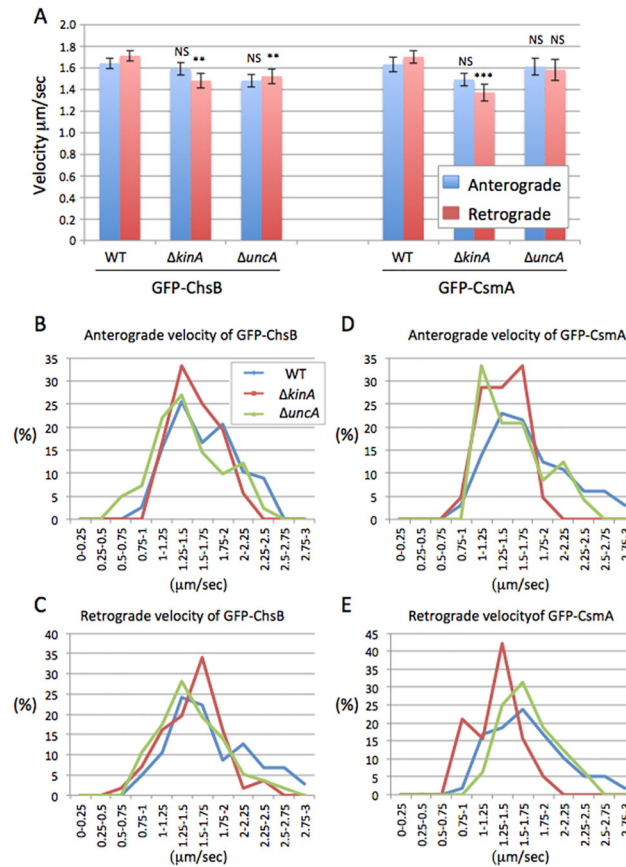 A
Velocity μm/sec
1.8
2.0
1.8
1.6
1.4
1.2
1.0
0.8
0.6
0.4
0.2
0
NS ** NS ** NS *** NS NS
Anterograde
Retrograde
WT ΔkinA ΔuncA WT ΔkinA ΔuncA
GFP-ChsB GFP-CsmA
B Anterograde velocity of GFP-ChsB
(%)
35
30
25
20
15
10
5
0
WT
ΔkinA
ΔuncA
0-0.25 0.25-0.5 0.5-0.75 0.75-1 1-1.25 1.25-1.5 1.5-1.75 1.75-2 2-2.25 2.25-2.5 2.5-2.75 2.75-3
(μm/sec)
D Anterograde velocity of GFP-CsmA
(%)
35
30
25
20
15
10
5
0
0-0.25 0.25-0.5 0.5-0.75 0.75-1 1-1.25 1.25-1.5 1.5-1.75 1.75-2 2-2.25 2.25-2.5 2.5-2.75 2.75-3
(μm/sec)
C Retrograde velocity of GFP-ChsB
(%)
40
35
30
25
20
15
10
5
0
0-0.25 0.25-0.5 0.5-0.75 0.75-1 1-1.25 1.25-1.5 1.5-1.75 1.75-2 2-2.25 2.25-2.5 2.5-2.75 2.75-3
(μm/sec)
E Retrograde velocityof GFP-CsmA
(%)
45
40
35
30
25
20
15
10
5
0
0-0.25 0.25-0.5 0.5-0.75 0.75-1 1-1.25 1.25-1.5 1.5-1.75 1.75-2 2-2.25 2.25-2.5 2.5-2.75 2.75-3
(μm/sec)